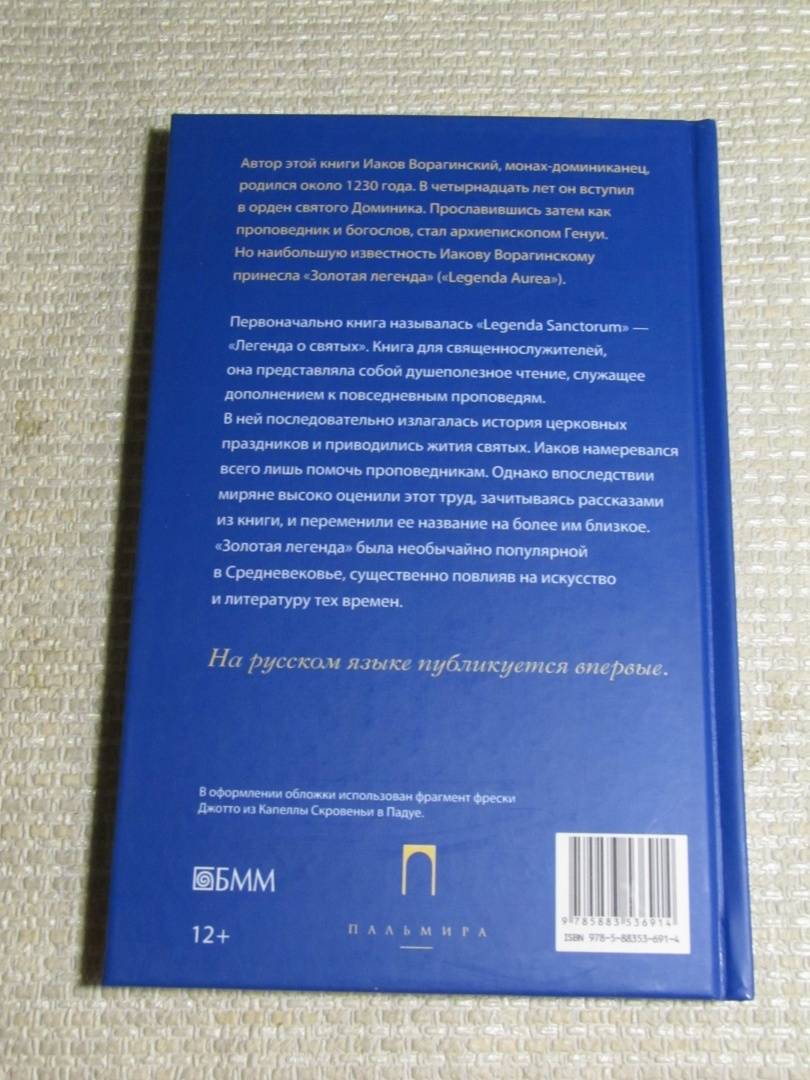 Автор этой книги Иаков Ворагинский, монах-доминиканец,
родился около 1230 года. В четырнадцать лет он вступил
в орден святого Доминика. Прославившись затем как
проповедник и богослов, стал архиепископом Генуи.
Но наибольшую известность Иакову Ворагинскому
принесла «Золотая легенда» («Legenda Aurea»).
Первоначально книга называлась «Legenda Sanctorum» —
«Легенда о святых». Книга для священнослужителей,
она представляла собой душеполезное чтение, служащее
дополнением к повседневным проповедям.
В ней последовательно излагалась история церковных
праздников и приводились жития святых. Иаков намеревался
всего лишь помочь проповедникам. Однако впоследствии
миряне высоко оценили этот труд, зачитываясь рассказами
из книги, и переменили ее название на более им близкое.
«Золотая легенда» была необычайно популярной
в Средневековье, существенно повлияв на искусство
и литературу тех времен.
На русском языке публикуется впервые.
В оформлении обложки использован фрагмент фрески
Джотто из Капеллы Скровеньи в Падуе.
БММ
12+
ПАЛЬМИРА
9 785883 536914
ISBN 978-5-88353-691-4